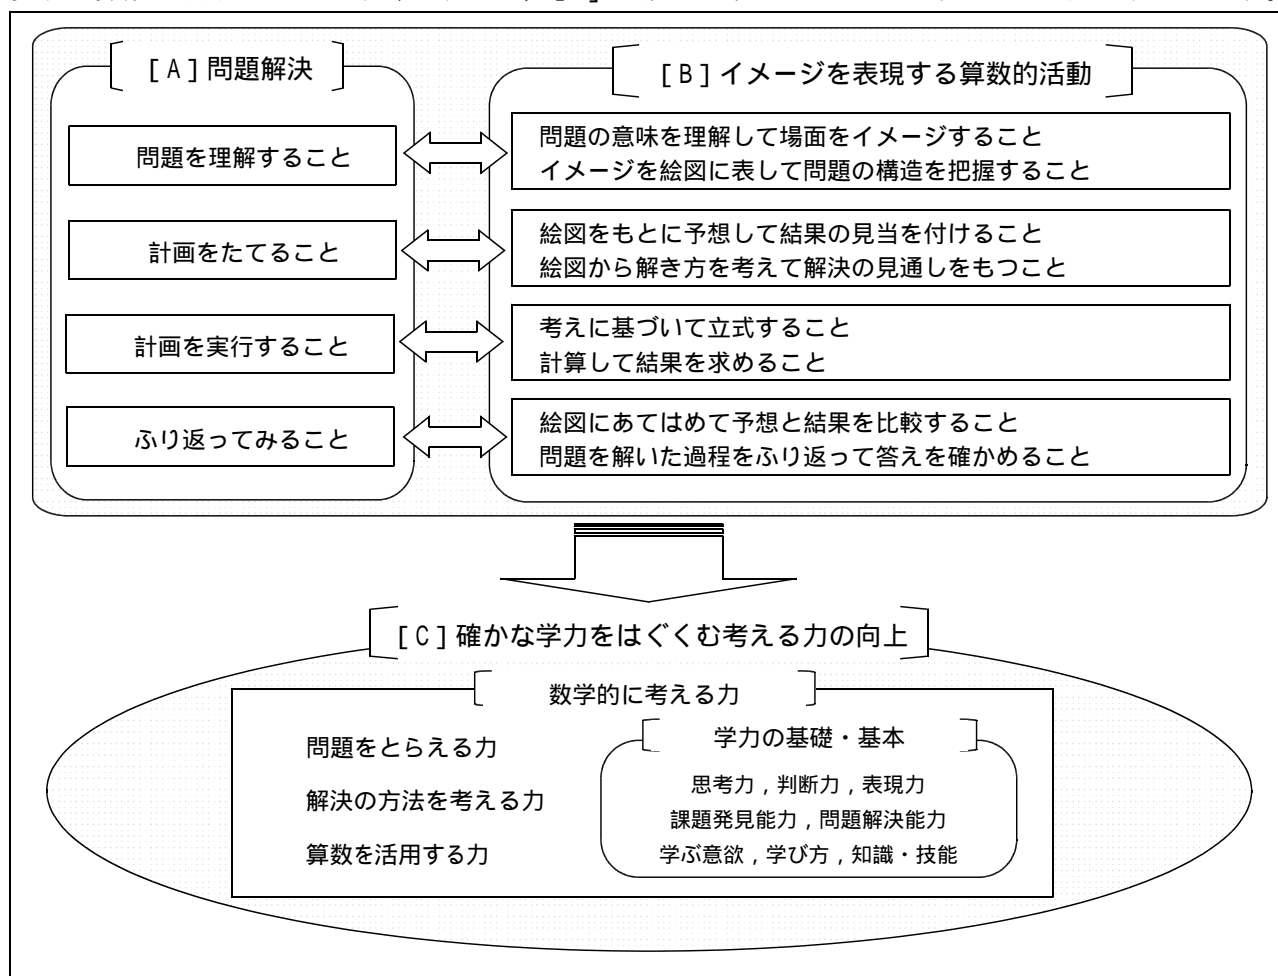 [A]問題解決
[B]イメージを表現する算数的活動
問題を理解すること
問題の意味を理解して場面をイメージすること
イメージを絵図に表して問題の構造を把握すること
計画をたてること
絵図をもとに予想して結果の見当を付けること
絵図から解き方を考えて解決の見通しをもつこと
計画を実行すること
考えに基づいて立式すること
計算して結果を求めること
ふり返ってみること
絵図にあてはめて予想と結果を比較すること
問題を解いた過程をふり返って答えを確かめること
[C]確かな学力をはぐくむ考える力の向上
数学的に考える力
問題をとらえる力
解決の方法を考える力
算数を活用する力
学力の基礎・基本
思考力,判断力,表現力
課題発見能力,問題解決能力
学ぶ意欲,学び方,知識・技能